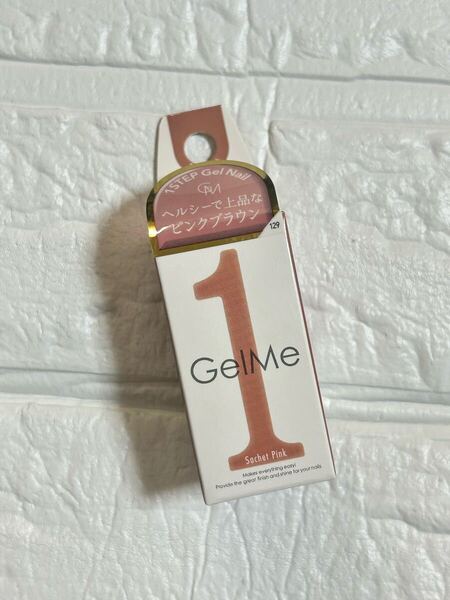 1STEP Gel Nail
GM
ヘルシーで上品な
ピンクブラウン
129
1
GelMe
Sachet Pink
Makes everything easy!
Provide the great finish and shine for your nails